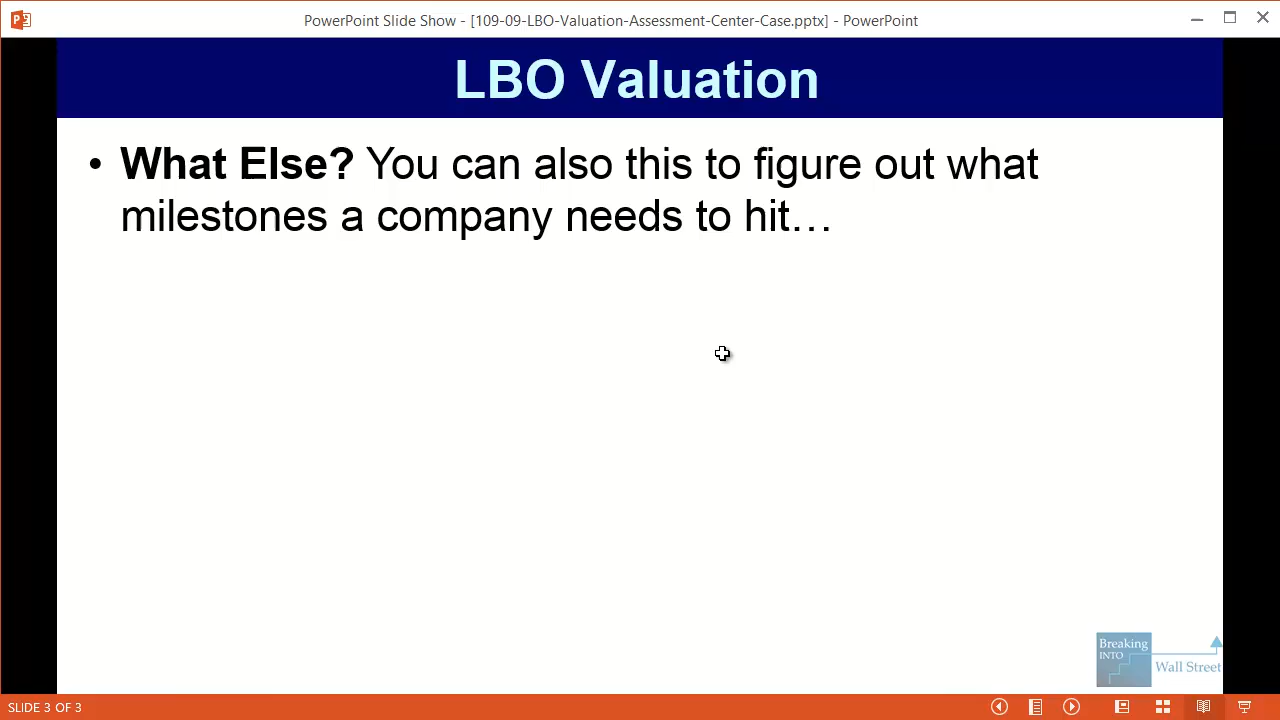 PowerPoint Slide Show - [109-09-LBO-Valuation-Assessment-Center-Case.pptx] - PowerPoint
LBO Valuation
• What Else? You can also this to figure out what
milestones a company needs to hit…
Breaking
INTO
Wall Street
SLIDE 3 OF 3